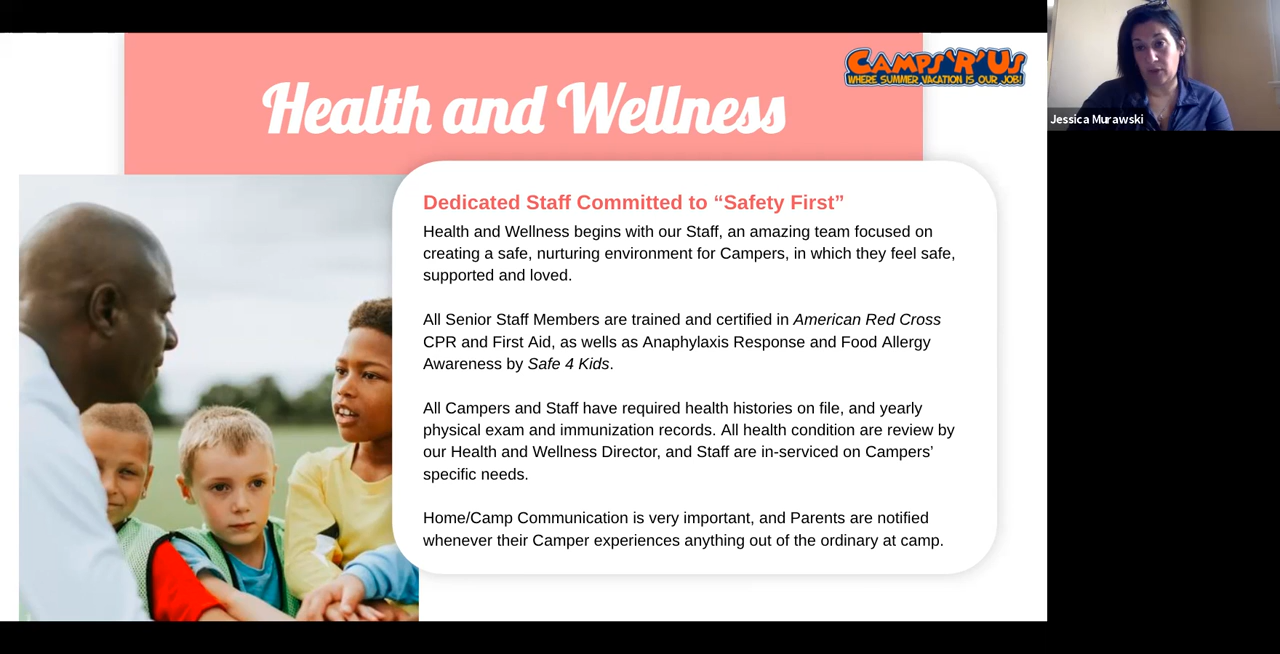 CAMPS 'R' US
WHERE SUMMER VACATION IS OUR JOB!
Jessica Murawski
Health and Wellness
Dedicated Staff Committed to “Safety First”
Health and Wellness begins with our Staff, an amazing team focused on
creating a safe, nurturing environment for Campers, in which they feel safe,
supported and loved.
All Senior Staff Members are trained and certified in American Red Cross
CPR and First Aid, as wells as Anaphylaxis Response and Food Allergy
Awareness by Safe 4 Kids.
All Campers and Staff have required health histories on file, and yearly
physical exam and immunization records. All health condition are review by
our Health and Wellness Director, and Staff are in-serviced on Campers’
specific needs.
Home/Camp Communication is very important, and Parents are notified
whenever their Camper experiences anything out of the ordinary at camp.